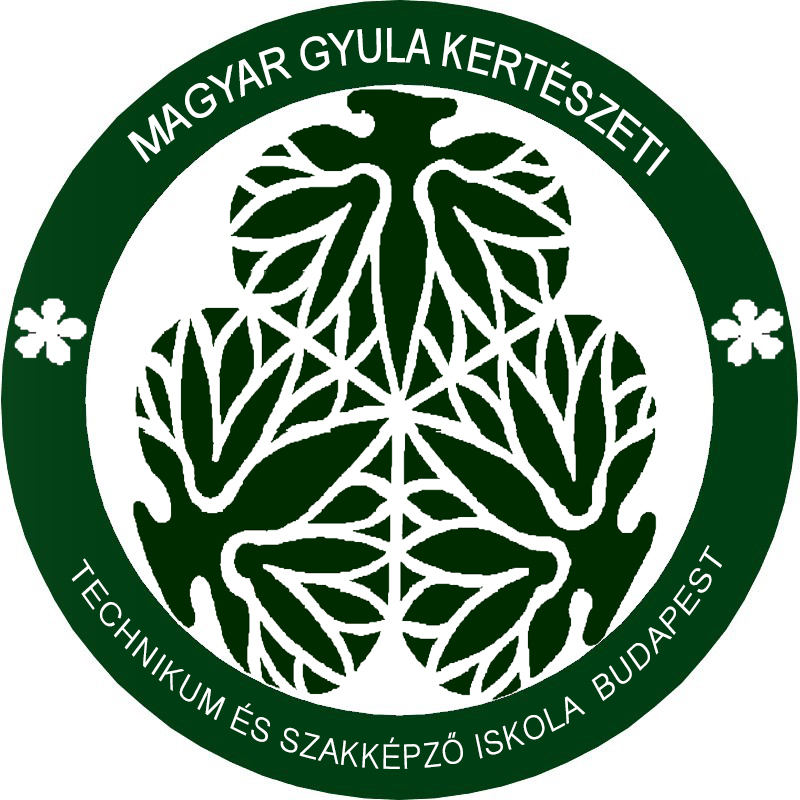 MAGYAR GYULA KERTÉSZETI
TECHNIKUM ÉS SZAKKÉPZŐ ISKOLA BUDAPEST